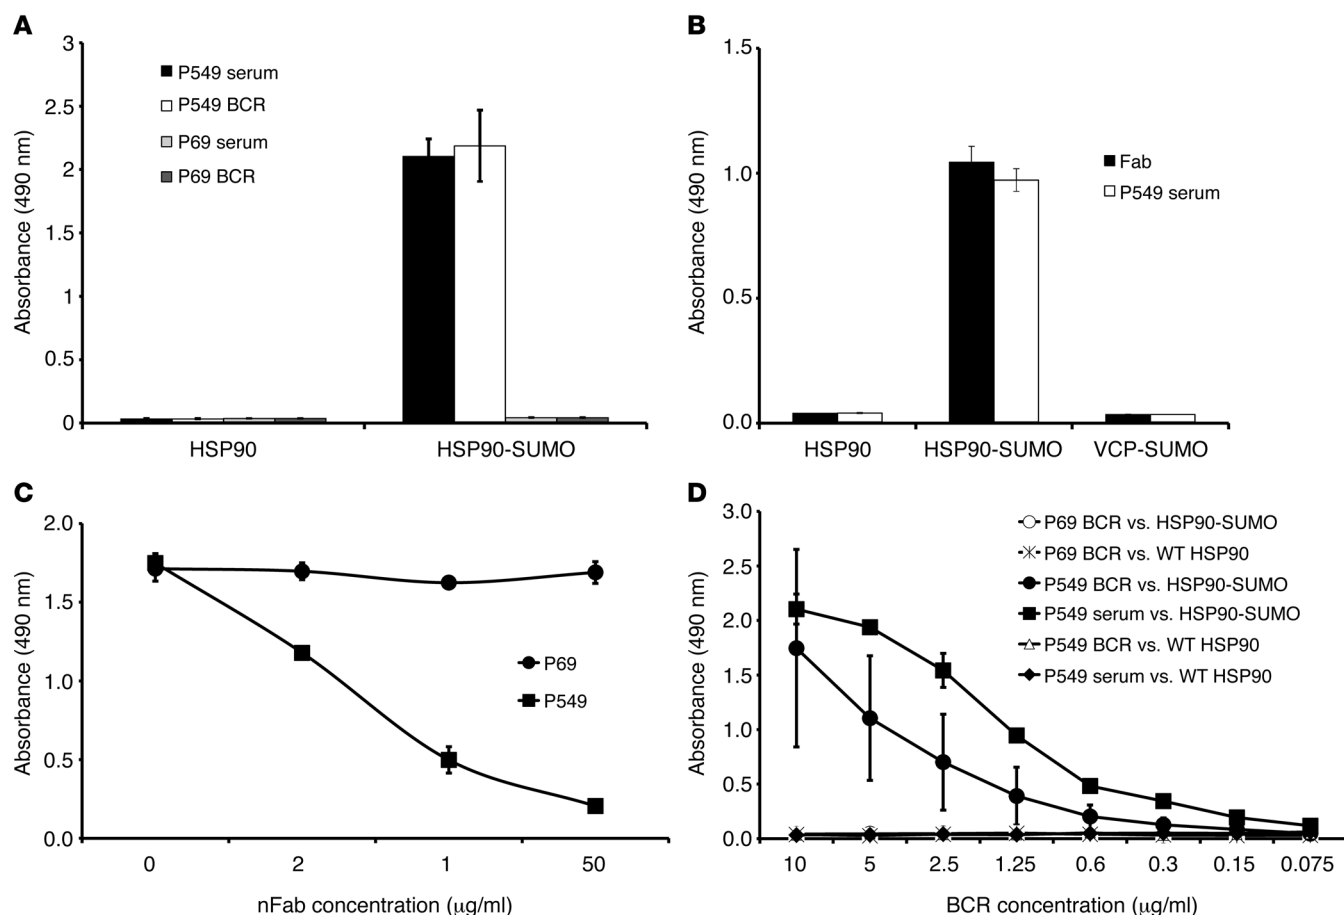 A
Absorbance (490 nm)
3
2.5
2
1.5
1
0.5
0
P549 serum
P549 BCR
P69 serum
P69 BCR
HSP90
HSP90-SUMO
B
Absorbance (490 nm)
1.5
1.0
0.5
0.0
Fab
P549 serum
HSP90
HSP90-SUMO
VCP-SUMO
C
Absorbance (490 nm)
2.0
1.5
1.0
0.5
0.0
P69
P549
0 2 1 50
nFab concentration (µg/ml)
D
Absorbance (490 nm)
3.0
2.5
2.0
1.5
1.0
0.5
0.0
P69 BCR vs. HSP90-SUMO
P69 BCR vs. WT HSP90
P549 BCR vs. HSP90-SUMO
P549 serum vs. HSP90-SUMO
P549 BCR vs. WT HSP90
P549 serum vs. WT HSP90
10 5 2.5 1.25 0.6 0.3 0.15 0.075
BCR concentration (µg/ml)